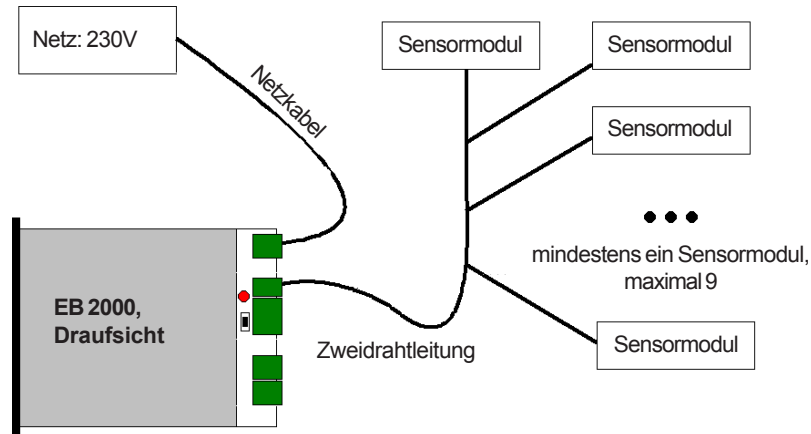 Netz: 230V
Netzkabel
Sensormodul
Sensormodul
Sensormodul
mindestens ein Sensormodul,
maximal 9
Sensormodul
EB 2000,
Draufsicht
Zweidrahtleitung